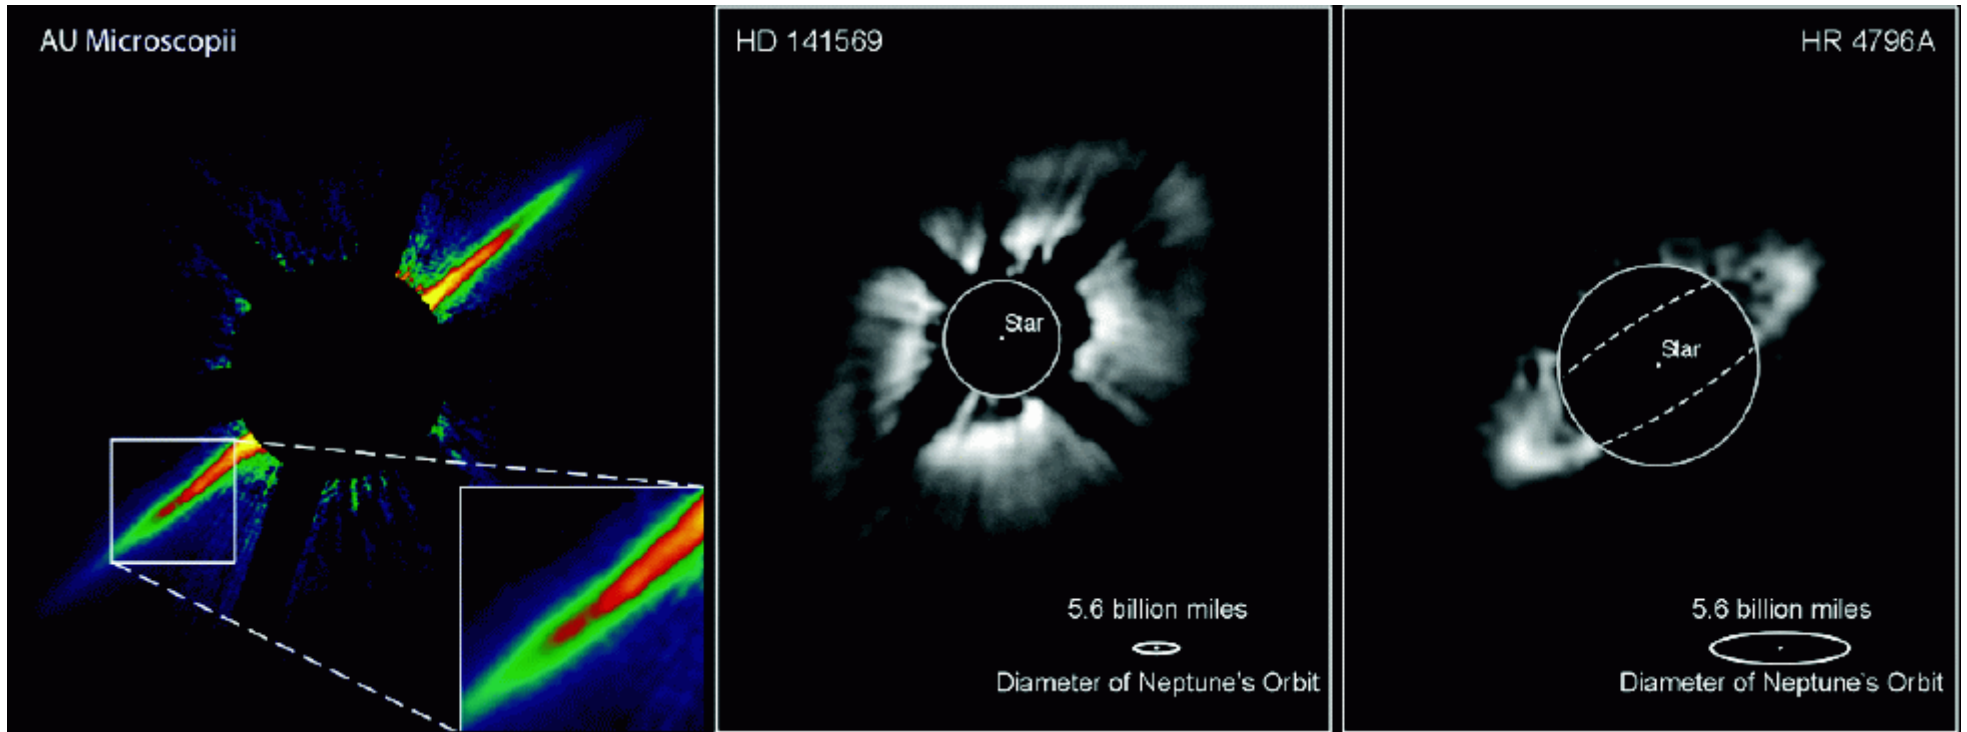 AU Microscopii
HD 141569
Star
5.6 billion miles
Diameter of Neptune's Orbit
HR 4796A
Star
5.6 billion miles
Diameter of Neptune's Orbit